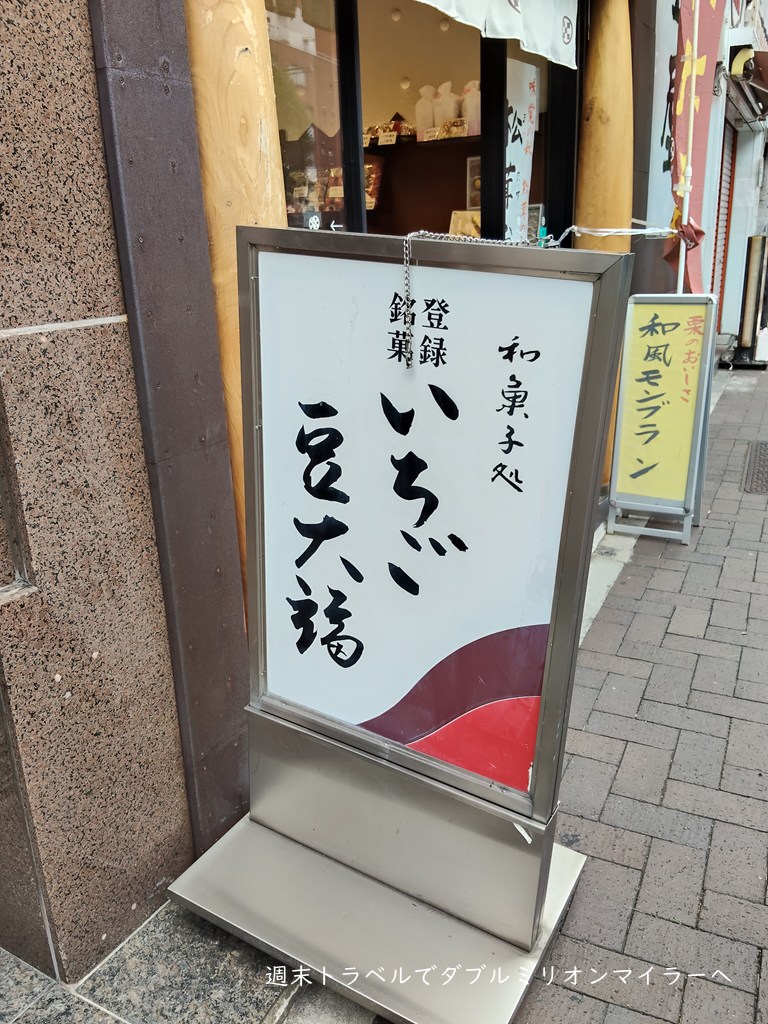 和菓子処
登録
銘菓
いちご
豆大福
栗のおいしさ
和風モンブラン
松茸
週末トラベルでダブルミリオンマイラーへ